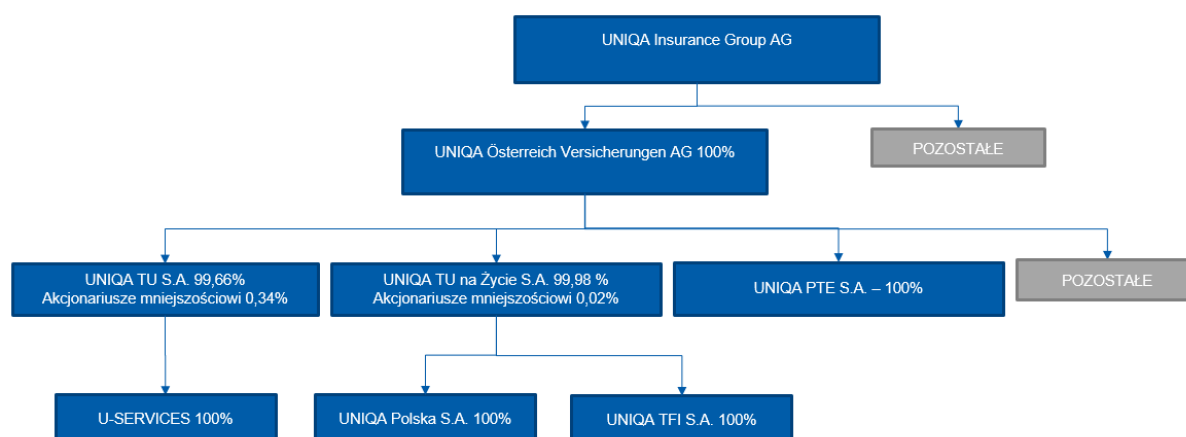 UNIQA Insurance Group AG
UNIQA Österreich Versicherungen AG 100%
POZOSTAŁE
UNIQA TU S.A. 99,66%
Akcjonariusze mniejszościowi 0,34%
UNIQA TU na Życie S.A. 99,98 %
Akcjonariusze mniejszościowi 0,02%
UNIQA PTE S.A. – 100%
POZOSTAŁE
U-SERVICES 100%
UNIQA Polska S.A. 100%
UNIQA TFI S.A. 100%